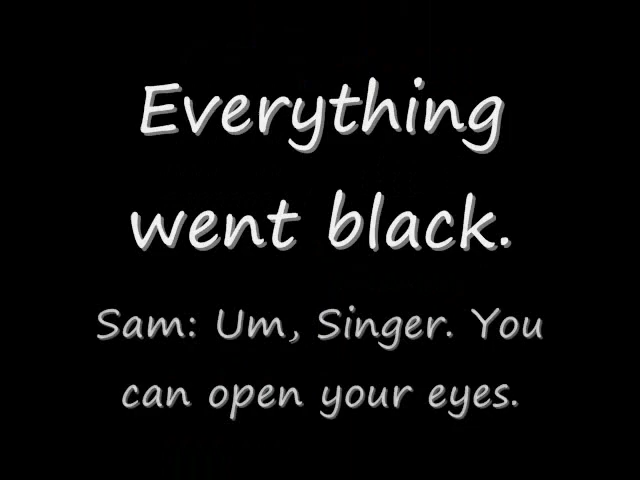 Everything
went black.
Sam: Um, Singer. You
can open your eyes.